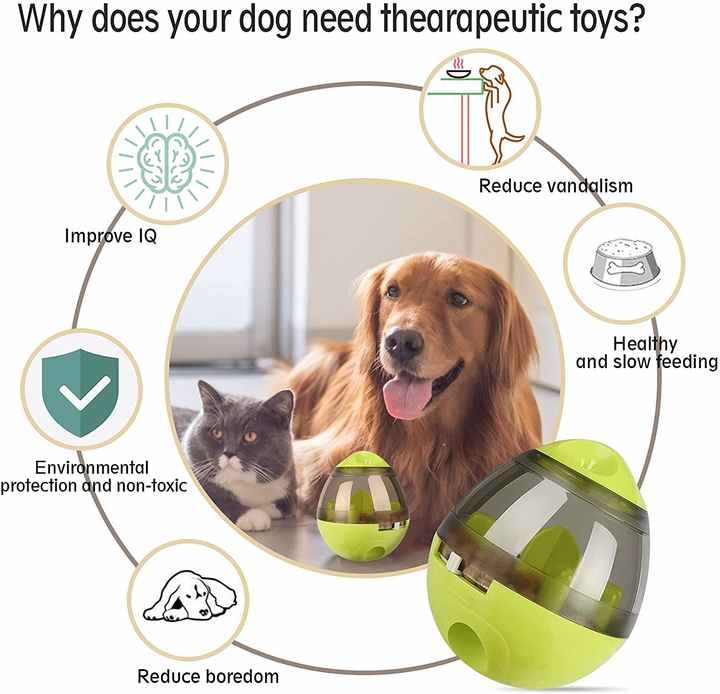 Why does your dog need thearapeutic toys?
Reduce vandalism
Improve IQ
Healthy
and slow feeding
Environmental
protection and non-toxic
Reduce boredom